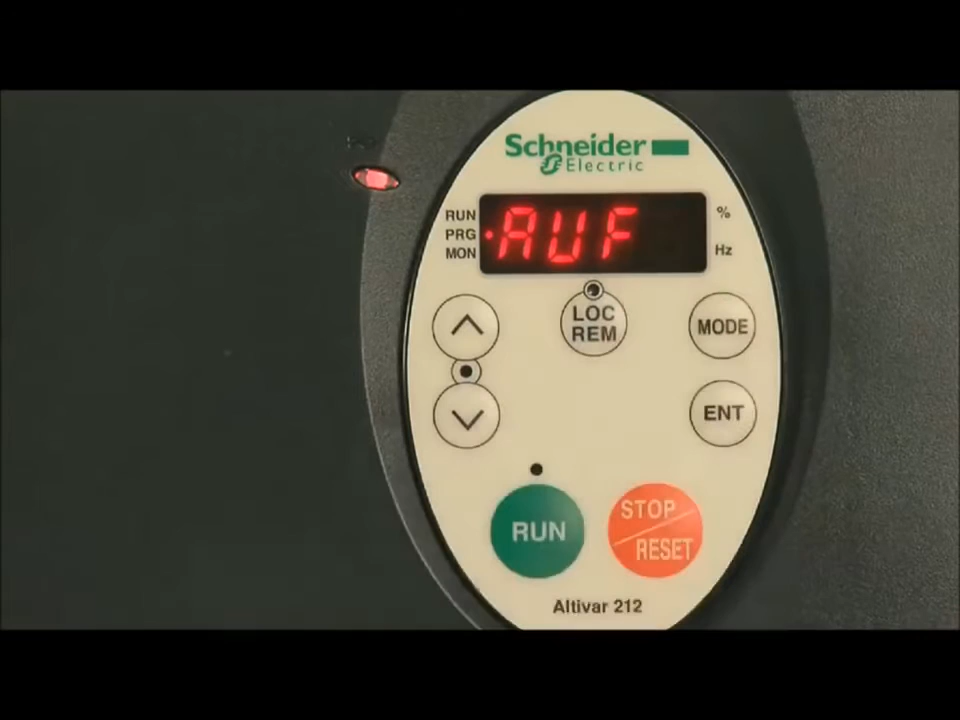 Schneider
Electric
RUN
PRG
MON
AUF
%
Hz
LOC
REM
MODE
ENT
RUN
STOP
RESET
Altivar 212